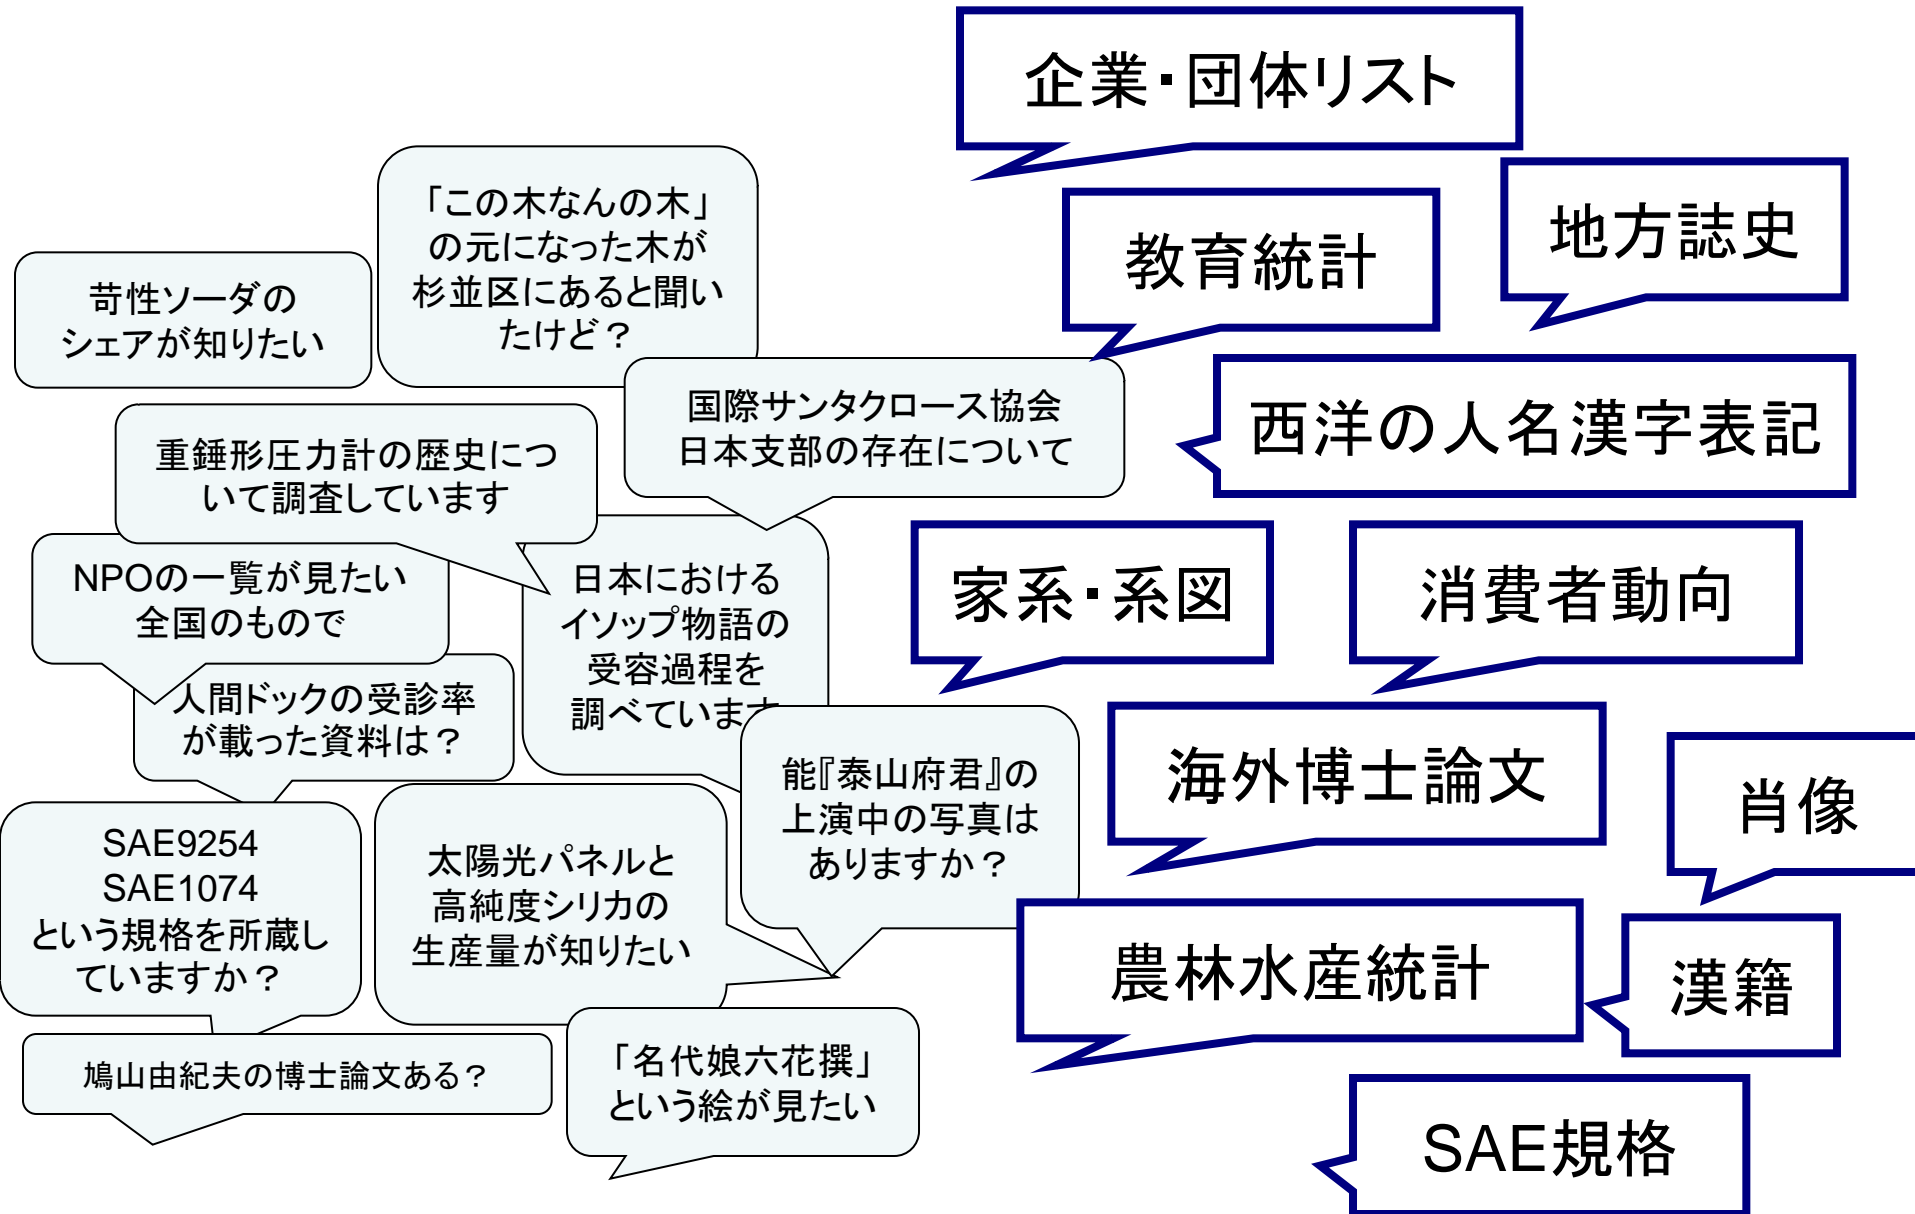 苛性ソーダの
シェアが知りたい
「この木なんの木」
の元になった木が
杉並区にあると聞い
たけど？
国際サンタクロース協会
日本支部の存在について
重錘形圧力計の歴史につ
いて調査しています
NPOの一覧が見たい
全国のもので
日本における
イソップ物語の
受容過程を
調べています
人間ドックの受診率
が載った資料は？
能『泰山府君』の
上演中の写真は
ありますか？
SAE9254
SAE1074
という規格を所蔵し
ていますか？
太陽光パネルと
高純度シリカの
生産量が知りたい
鳩山由紀夫の博士論文ある？
「名代娘六花撰」
という絵が見たい
企業・団体リスト
教育統計
地方誌史
西洋の人名漢字表記
家系・系図
消費者動向
海外博士論文
肖像
農林水産統計
漢籍
SAE規格